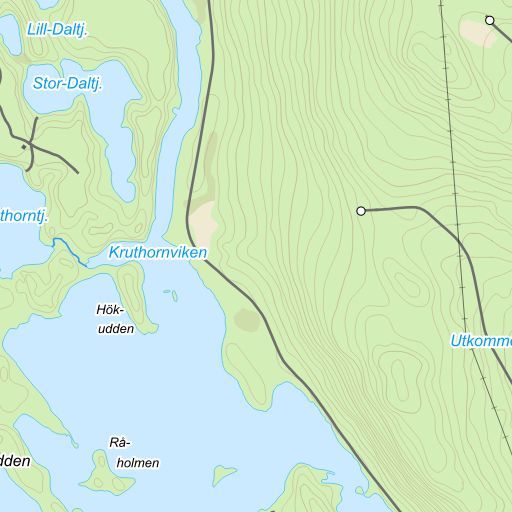 Lill-Daltj.
Stor-Daltj.
thorntj.
Kruthornviken
Hök-
udden
Utkomme
Rå-
holmen
dden